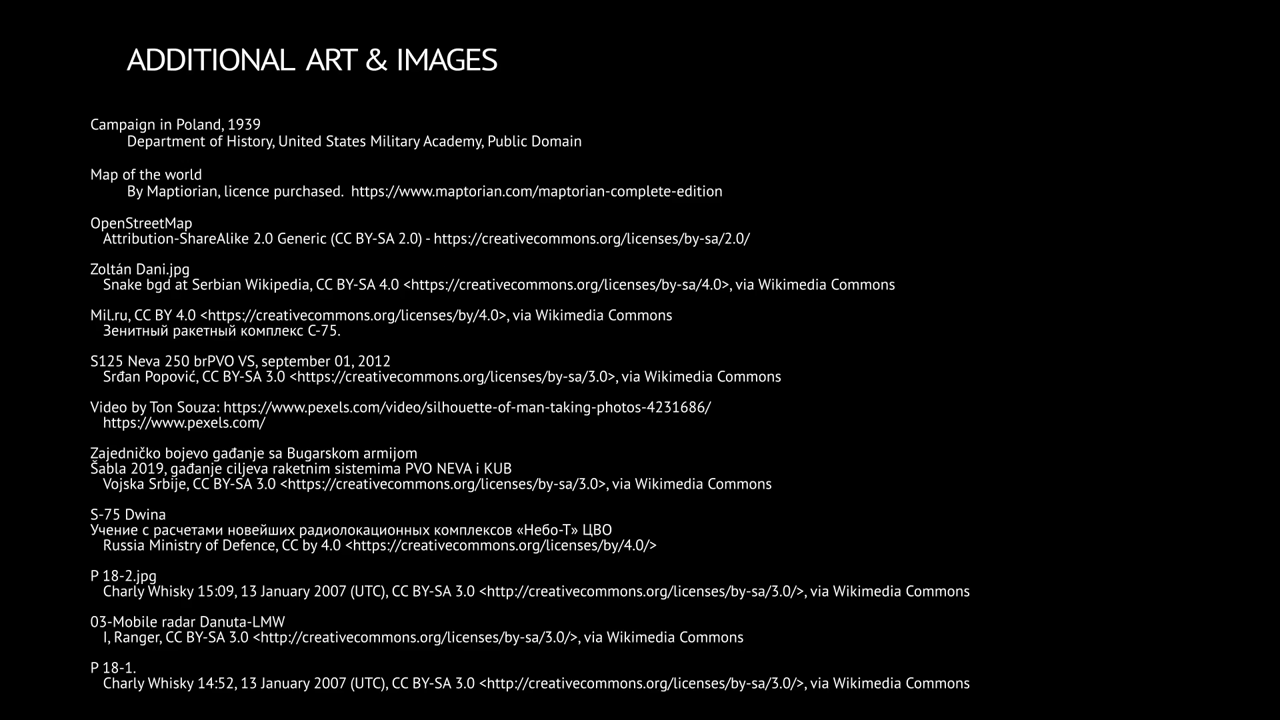 ADDITIONAL ART & IMAGES
Campaign in Poland, 1939
Department of History, United States Military Academy, Public Domain
Map of the world
By Maptiorian, licence purchased. https://www.maptorian.com/maptorian-complete-edition
OpenStreetMap
Attribution-ShareAlike 2.0 Generic (CC BY-SA 2.0) - https://creativecommons.org/licenses/by-sa/2.0/
Zoltán Dani.jpg
Snake bgd at Serbian Wikipedia, CC BY-SA 4.0 <https://creativecommons.org/licenses/by-sa/4.0>, via Wikimedia Commons
Mil.ru, CC BY 4.0 <https://creativecommons.org/licenses/by/4.0>, via Wikimedia Commons
Зенитный ракетный комплекс С-75.
S125 Neva 250 brPVO VS, september 01, 2012
Srđan Popović, CC BY-SA 3.0 <https://creativecommons.org/licenses/by-sa/3.0>, via Wikimedia Commons
Video by Ton Souza: https://www.pexels.com/video/silhouette-of-man-taking-photos-4231686/
https://www.pexels.com/
Zajedničko bojevo gađanje sa Bugarskom armijom
Šabla 2019, gađanje ciljeva raketnim sistemima PVO NEVA i KUB
Vojska Srbije, CC BY-SA 3.0 <https://creativecommons.org/licenses/by-sa/3.0>, via Wikimedia Commons
S-75 Dwina
Учение с расчетами новейших радиолокационных комплексов «Небо-Т» ЦВО
Russia Ministry of Defence, CC by 4.0 <https://creativecommons.org/licenses/by/4.0/>
P 18-2.jpg
Charly Whisky 15:09, 13 January 2007 (UTC), CC BY-SA 3.0 <http://creativecommons.org/licenses/by-sa/3.0/>, via Wikimedia Commons
03-Mobile radar Danuta-LMW
I, Ranger, CC BY-SA 3.0 <http://creativecommons.org/licenses/by-sa/3.0/>, via Wikimedia Commons
P 18-1.
Charly Whisky 14:52, 13 January 2007 (UTC), CC BY-SA 3.0 <http://creativecommons.org/licenses/by-sa/3.0/>, via Wikimedia Commons